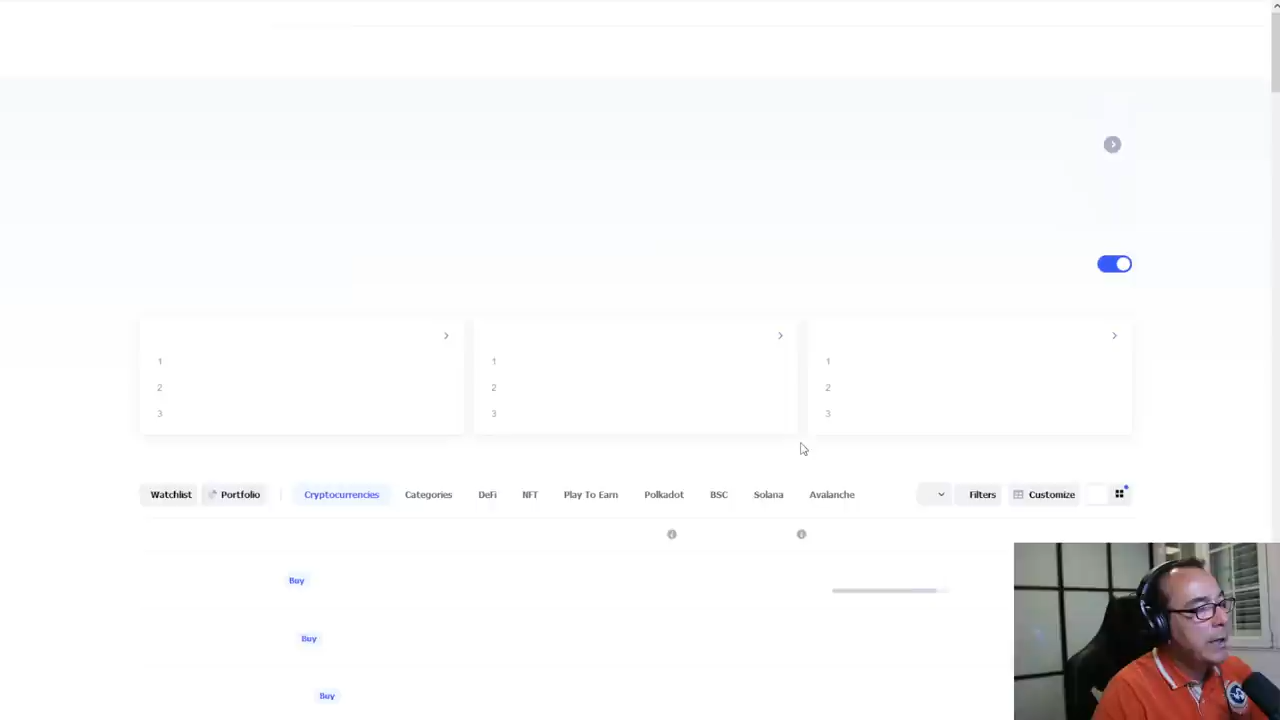 1 1 1
2 2 2
3 3 3
Watchlist Portfolio Cryptocurrencies Categories DeFi NFT Play To Earn Polkadot BSC Solana Avalanche Filters Customize
Buy
Buy
Buy